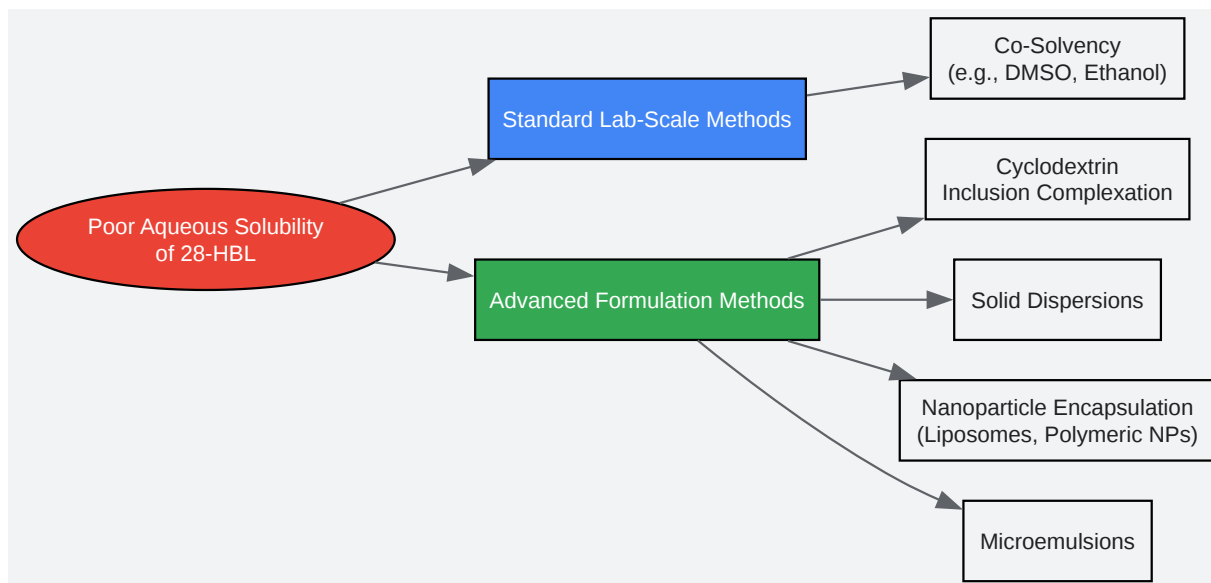 Poor Aqueous Solubility
of 28-HBL
Standard Lab-Scale Methods
Advanced Formulation Methods
Co-Solvency
(e.g., DMSO, Ethanol)
Cyclodextrin
Inclusion Complexation
Solid Dispersions
Nanoparticle Encapsulation
(Liposomes, Polymeric NPs)
Microemulsions